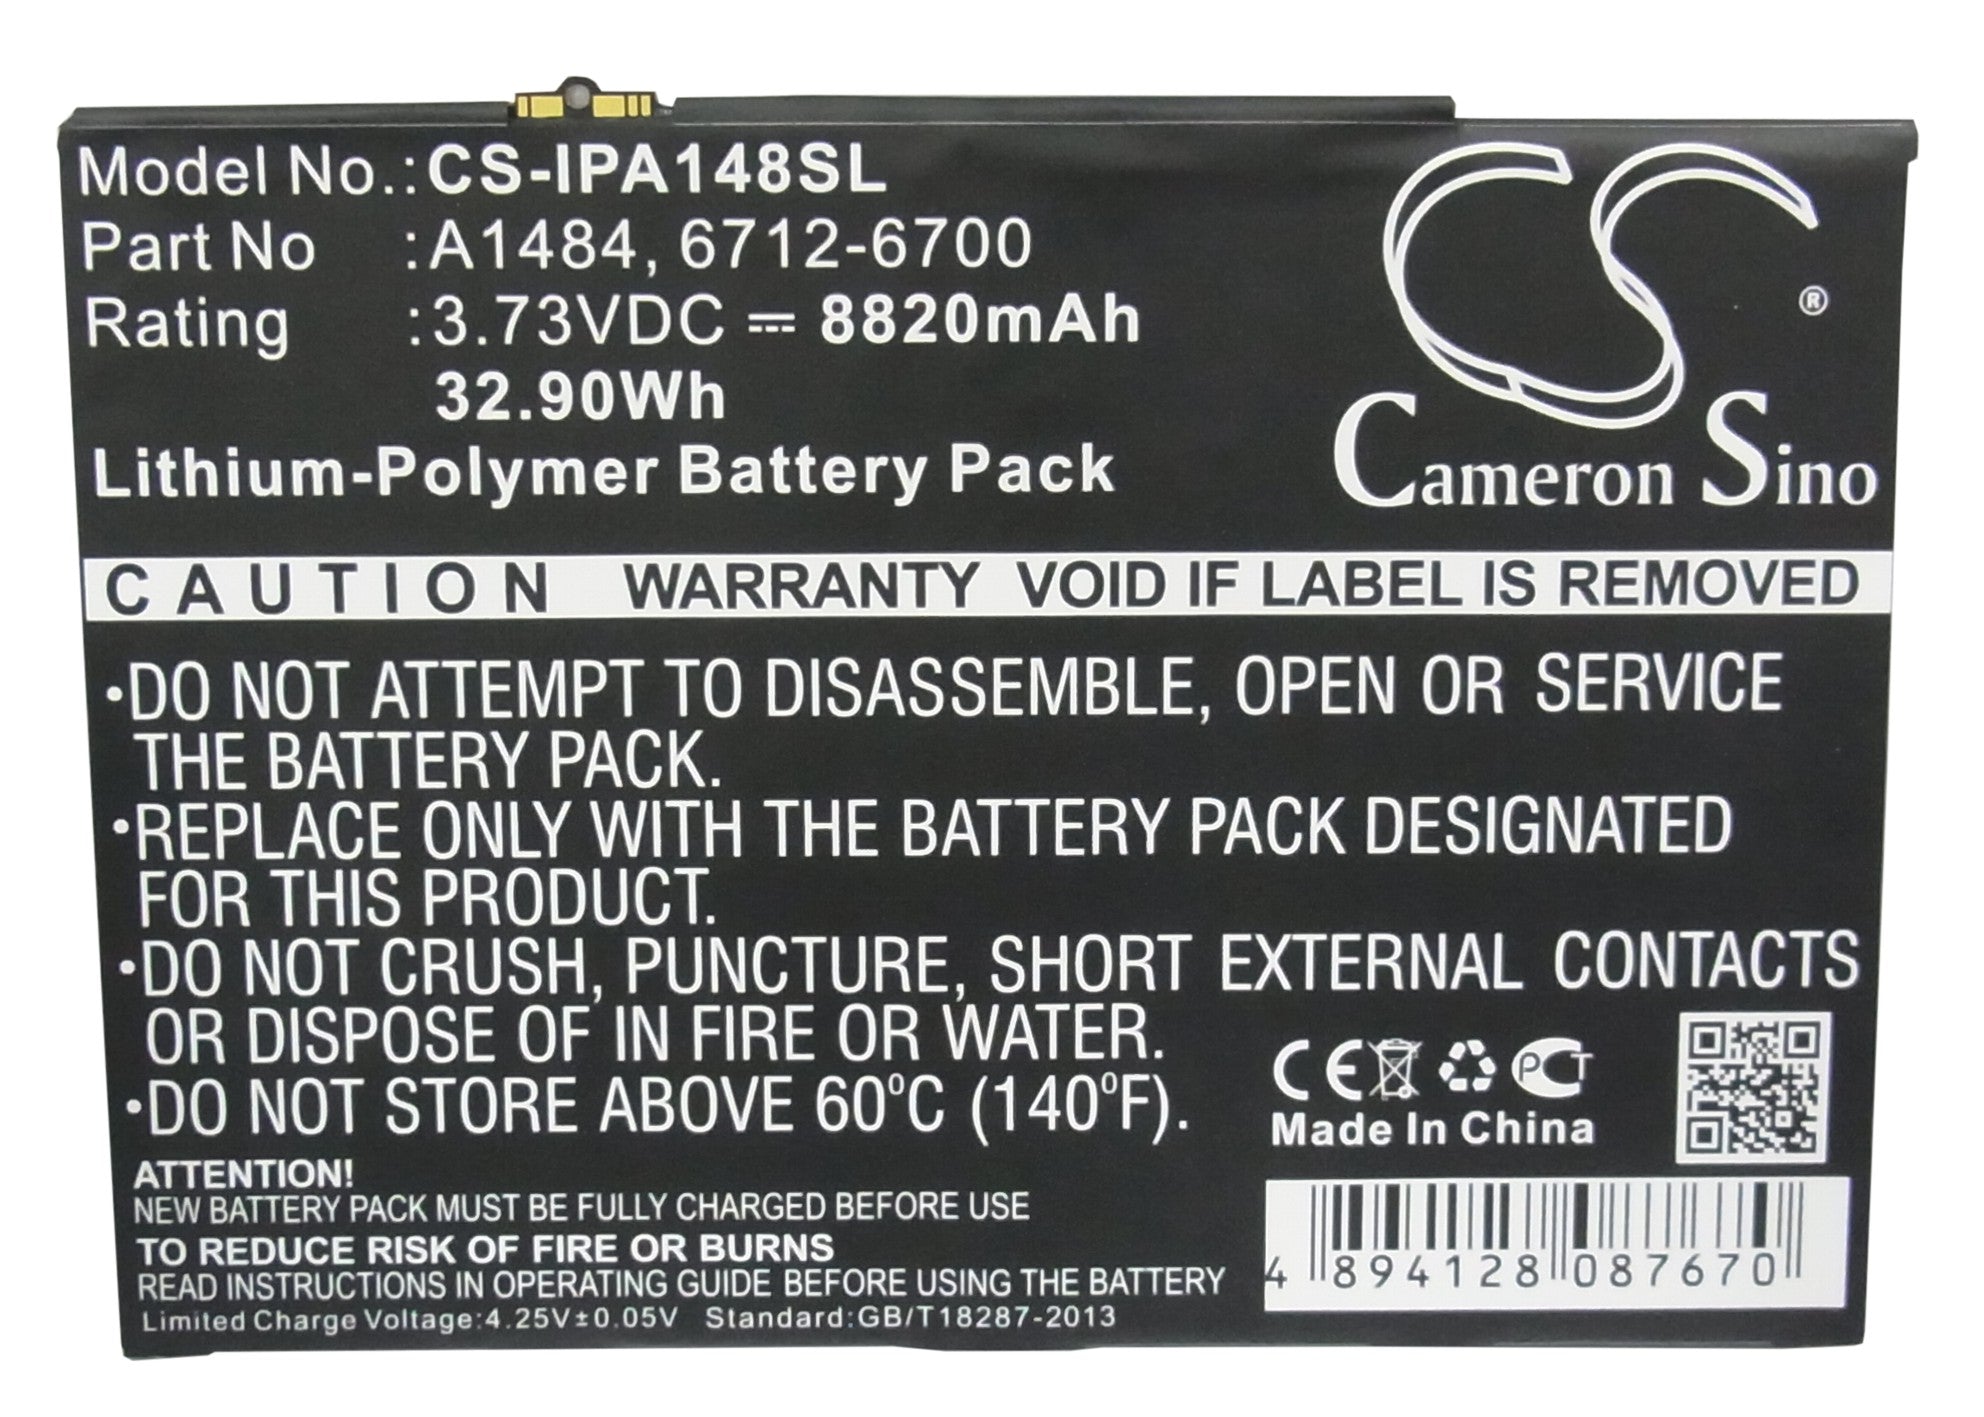 Model No.:CS-IPA148SL
Part No :A1484, 6712-6700
Rating :3.73VDC ⎓ 8820mAh
32.90Wh
Lithium-Polymer Battery Pack
CS
®
Cameron Sino
CAUTION WARRANTY VOID IF LABEL IS REMOVED
•DO NOT ATTEMPT TO DISASSEMBLE, OPEN OR SERVICE
THE BATTERY PACK.
•REPLACE ONLY WITH THE BATTERY PACK DESIGNATED
FOR THIS PRODUCT.
•DO NOT CRUSH, PUNCTURE, SHORT EXTERNAL CONTACTS
OR DISPOSE OF IN FIRE OR WATER.
•DO NOT STORE ABOVE 60°C (140°F).
CE PCT
Made In China
ATTENTION!
NEW BATTERY PACK MUST BE FULLY CHARGED BEFORE USE
TO REDUCE RISK OF FIRE OR BURNS
READ INSTRUCTIONS IN OPERATING GUIDE BEFORE USING THE BATTERY
Limited Charge Voltage:4.25V±0.05V Standard:GB/T18287-2013
4 894128 087670